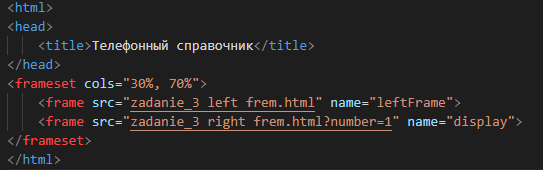 <html>
<head>
<title>Телефонный справочник</title>
</head>
<frameset cols="30%, 70%">
<frame src="zadanie_3 left frem.html" name="leftFrame">
<frame src="zadanie_3 right frem.html?number=1" name="display">
</frameset>
</html>